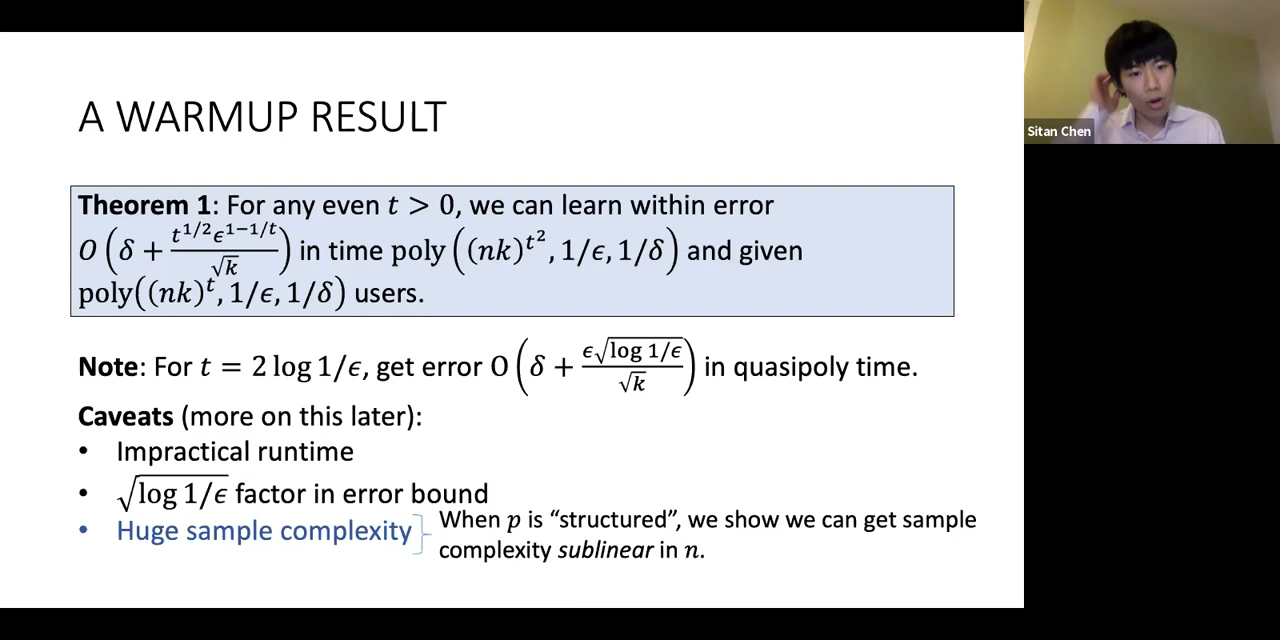 A WARMUP RESULT
Sitan Chen
Theorem 1: For any even t > 0, we can learn within error
O(δ + t^{1/2}ϵ^{1−1/t}/√k) in time poly((nk)^{t^2}, 1/ϵ, 1/δ) and given
poly((nk)^t, 1/ϵ, 1/δ) users.
Note: For t = 2 log 1/ϵ, get error O(δ + ϵ√(log 1/ϵ)/√k) in quasipoly time.
Caveats (more on this later):
• Impractical runtime
• √(log 1/ϵ) factor in error bound
• Huge sample complexity
When p is “structured”, we show we can get sample
complexity sublinear in n.